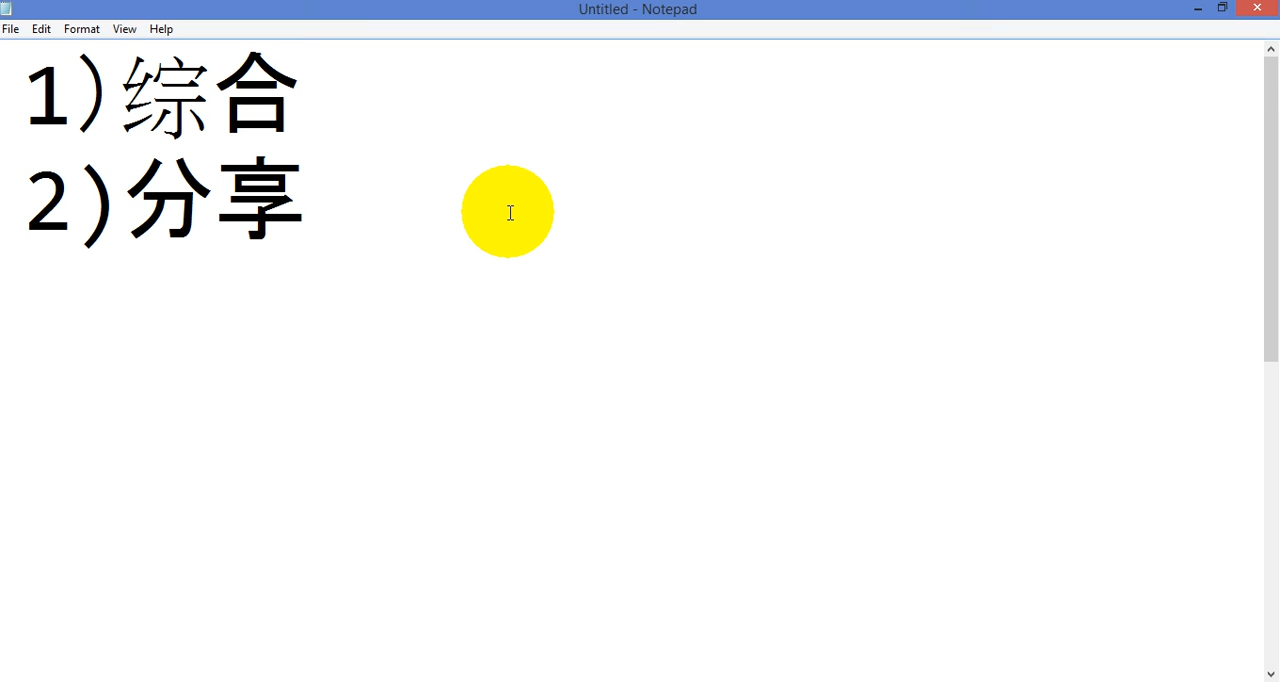 Untitled - Notepad
File Edit Format View Help
1)综合
2)分享